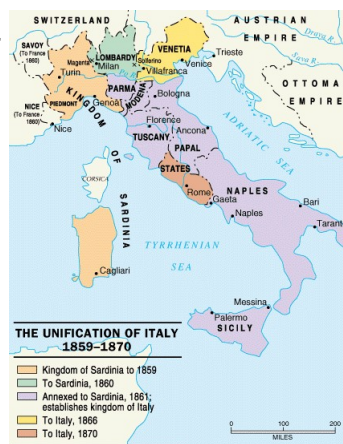 SWITZERLAND
AUSTRIAN
EMPIRE
Drava R.
Sava R.
SAVOY
(To France -
1860)
LOMBARDY
VENETIA
Magenta
Milan
Solferino
Villafranca
Venice
Trieste
Turin
OTTOMA
EMPIRE
PIEDMONT
PARMA
MODENA
Genoa
Bologna
NICE
(To France -
1860)
Nice
KINGDOM
OF
SARDINIA
Florence
Ancona
TUSCANY
PAPAL
STATES
ADRIATIC SEA
CORSICA
Rome
Gaeta
NAPLES
Naples
Bari
Tarant
TYRRHENIAN
SEA
Cagliari
Messina
Palermo
SICILY
THE UNIFICATION OF ITALY
1859–1870
Kingdom of Sardinia to 1859
To Sardinia, 1860
Annexed to Sardinia, 1861;
establishes kingdom of Italy
To Italy, 1866
To Italy, 1870
0 100 200
MILES